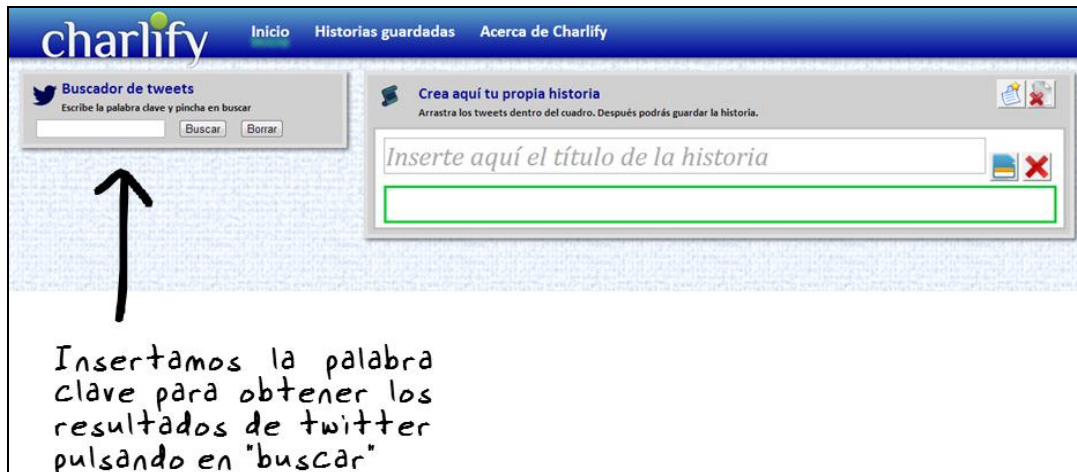 charlify
Inicio Historias guardadas Acerca de Charlify
Buscador de tweets
Escribe la palabra clave y pincha en buscar
Buscar Borrar
Crea aquí tu propia historia
Arrastra los tweets dentro del cuadro. Después podrás guardar la historia.
Inserte aquí el título de la historia
Insertamos la palabra
clave para obtener los
resultados de twitter
pulsando en "buscar"